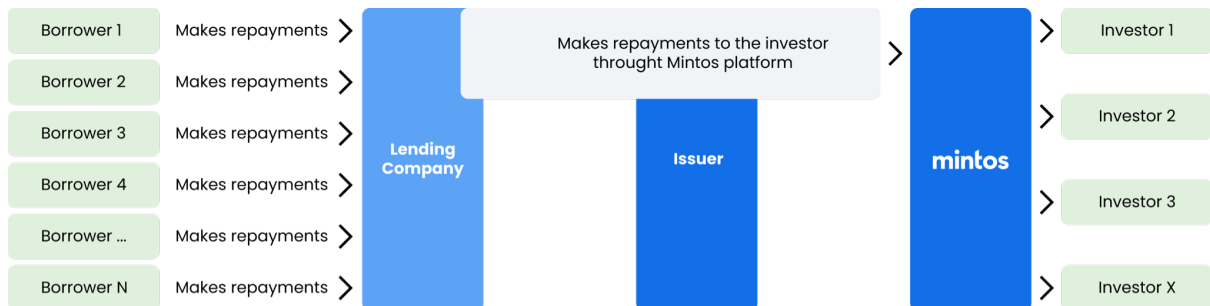 Borrower 1 Makes repayments
Makes repayments to the investor
throught Mintos platform
Investor 1
Borrower 2 Makes repayments
Investor 2
Borrower 3 Makes repayments
Lending
Company
Issuer
mintos
Borrower 4 Makes repayments
Investor 3
Borrower ... Makes repayments
Borrower N Makes repayments
Investor X